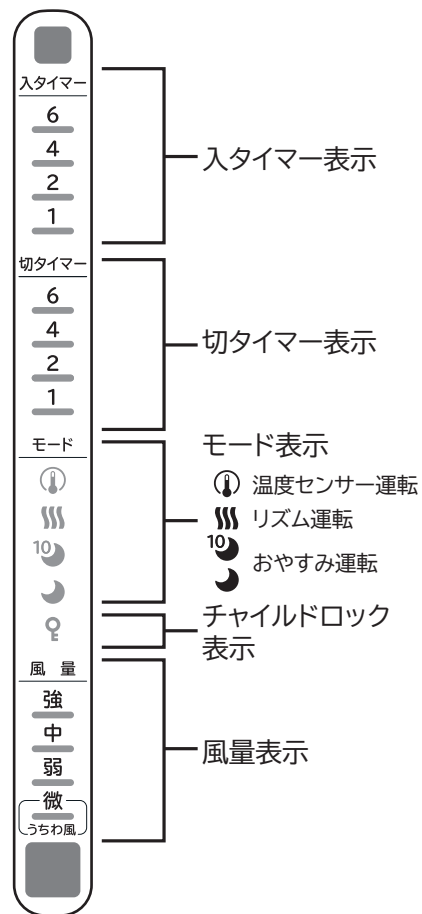 入タイマー
6
4
2
1
入タイマー表示
切タイマー
6
4
2
1
切タイマー表示
モード
10
モード表示
温度センサー運転
リズム運転
10
おやすみ運転
チャイルドロック
表示
風量
強
中
弱
微
うちわ風
風量表示